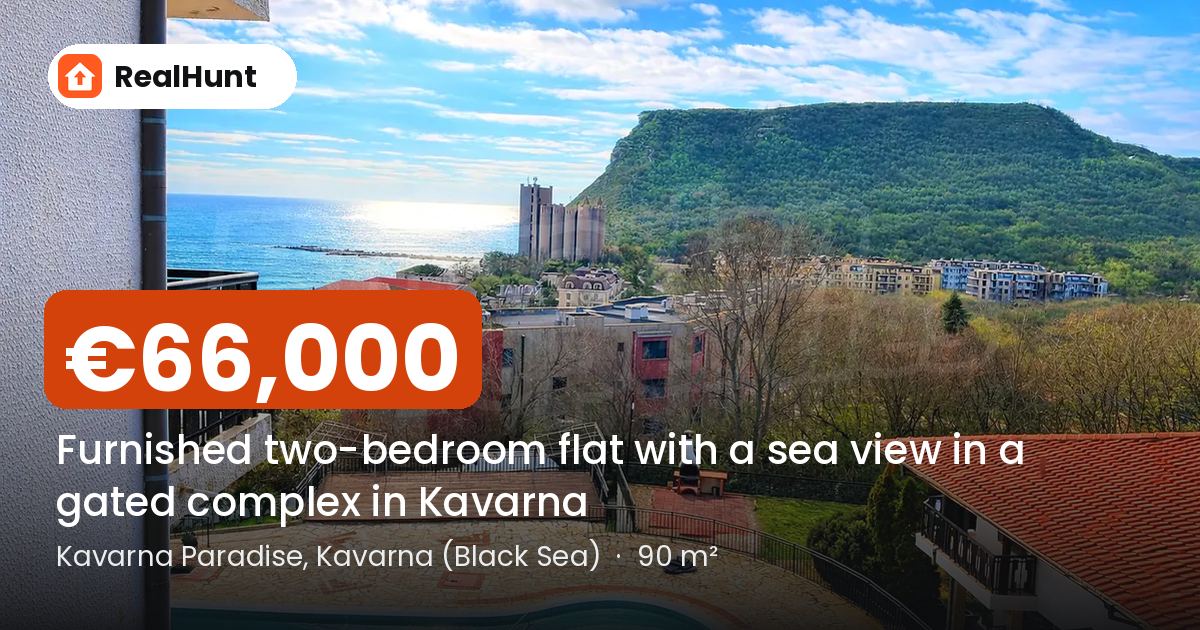 RealHunt
€66,000
Furnished two-bedroom flat with a sea view in a
gated complex in Kavarna
Kavarna Paradise, Kavarna (Black Sea) · 90 m²